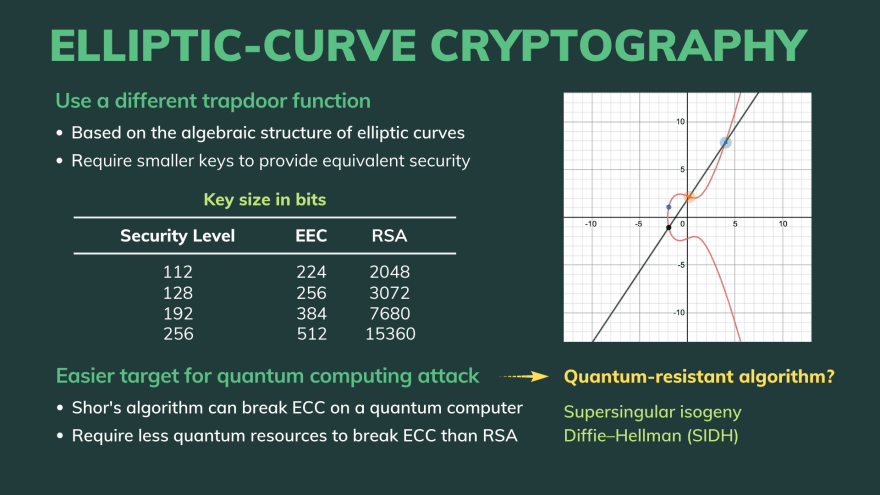 ELLIPTIC-CURVE CRYPTOGRAPHY
Use a different trapdoor function
• Based on the algebraic structure of elliptic curves
• Require smaller keys to provide equivalent security
Key size in bits
Security Level EEC RSA
112 224 2048
128 256 3072
192 384 7680
256 512 15360
10
5
-10 -5 0 5 10
-5
-10
Easier target for quantum computing attack
• Shor's algorithm can break ECC on a quantum computer
• Require less quantum resources to break ECC than RSA
Quantum-resistant algorithm?
Supersingular isogeny
Diffie–Hellman (SIDH)